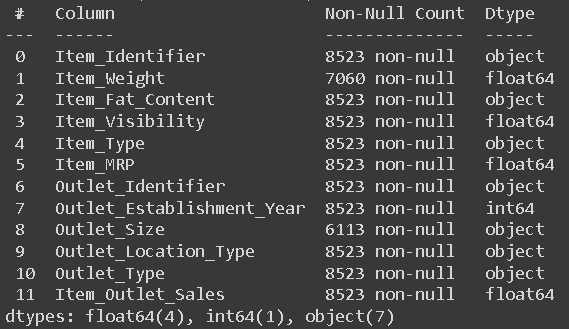 #   Column                     Non-Null Count  Dtype
---  ------                     --------------  -----
0   Item_Identifier            8523 non-null   object
1   Item_Weight                7060 non-null   float64
2   Item_Fat_Content           8523 non-null   object
3   Item_Visibility            8523 non-null   float64
4   Item_Type                  8523 non-null   object
5   Item_MRP                   8523 non-null   float64
6   Outlet_Identifier          8523 non-null   object
7   Outlet_Establishment_Year  8523 non-null   int64
8   Outlet_Size                6113 non-null   object
9   Outlet_Location_Type       8523 non-null   object
10  Outlet_Type                8523 non-null   object
11  Item_Outlet_Sales          8523 non-null   float64
dtypes: float64(4), int64(1), object(7)